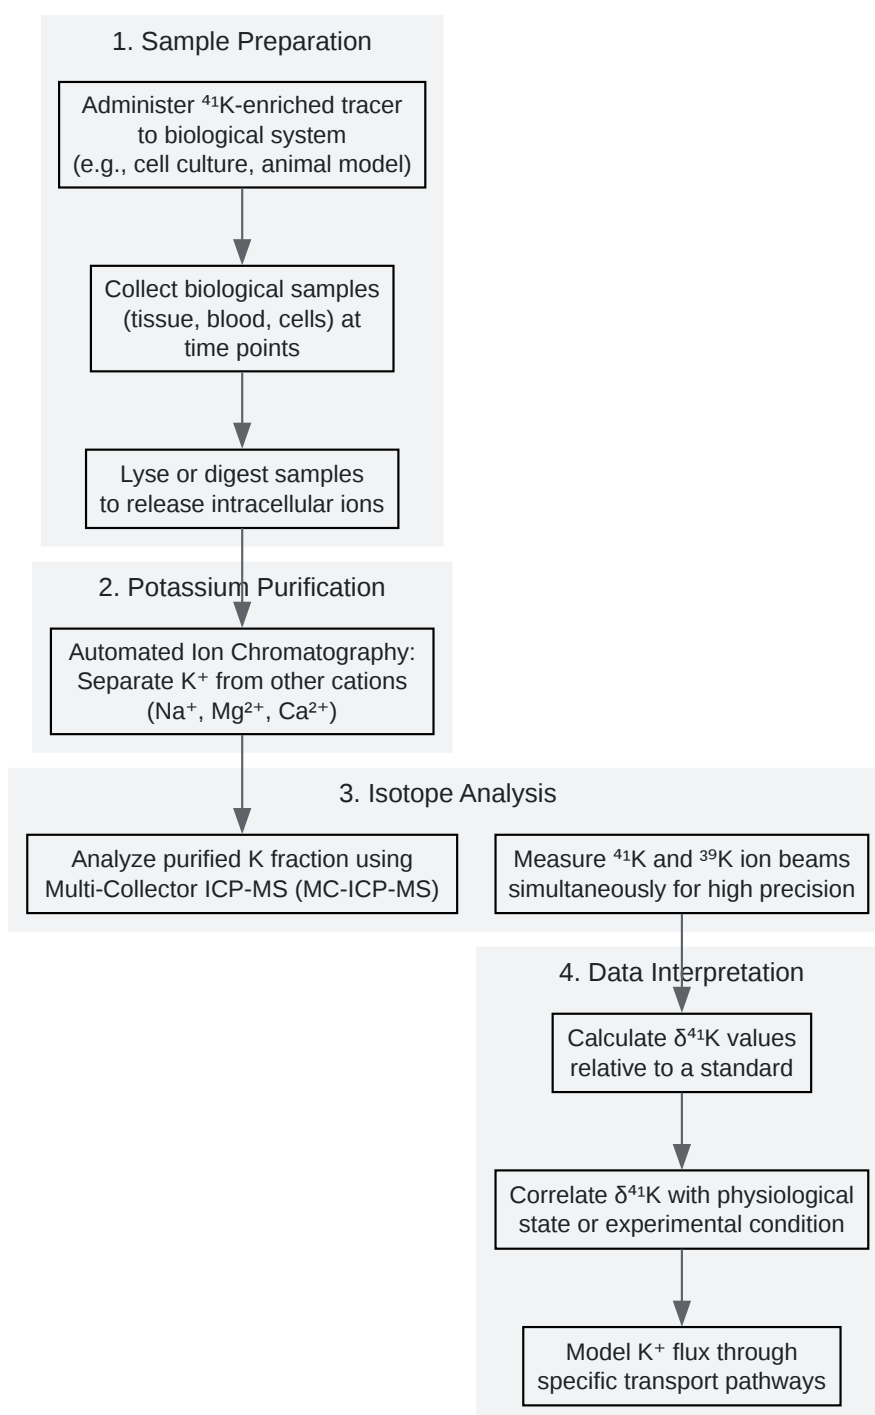 1. Sample Preparation
Administer ⁴¹K-enriched tracer
to biological system
(e.g., cell culture, animal model)
Collect biological samples
(tissue, blood, cells) at
time points
Lyse or digest samples
to release intracellular ions
2. Potassium Purification
Automated Ion Chromatography:
Separate K⁺ from other cations
(Na⁺, Mg²⁺, Ca²⁺)
3. Isotope Analysis
Analyze purified K fraction using
Multi-Collector ICP-MS (MC-ICP-MS)
Measure ⁴¹K and ³⁹K ion beams
simultaneously for high precision
4. Data Interpretation
Calculate δ⁴¹K values
relative to a standard
Correlate δ⁴¹K with physiological
state or experimental condition
Model K⁺ flux through
specific transport pathways